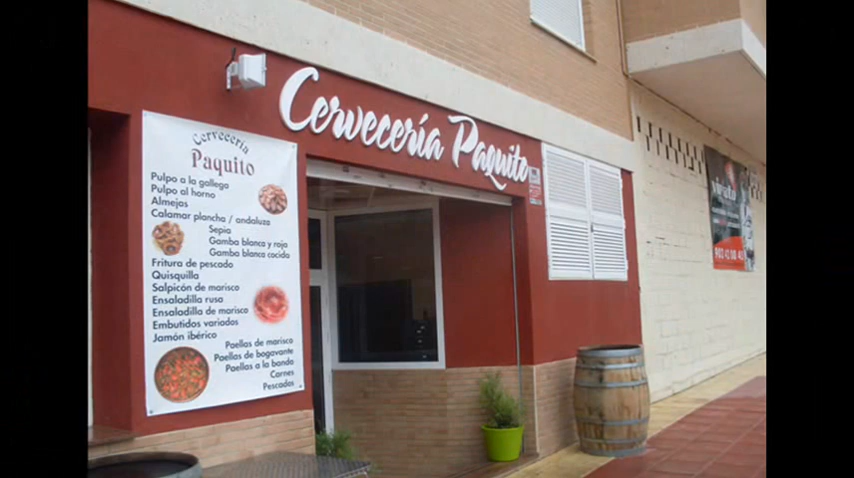 Cervecería Paquito
Cervecería
Paquito
Pulpo a la gallega
Pulpo al horno
Almejas
Calamar plancha / andaluza
Sepia
Gamba blanca y roja
Gamba blanca cocida
Fritura de pescado
Quisquilla
Salpicón de marisco
Ensaladilla rusa
Ensaladilla de marisco
Embutidos variados
Jamón ibérico
Paellas de marisco
Paellas de bogavante
Paellas a la banda
Carnes
Pescados